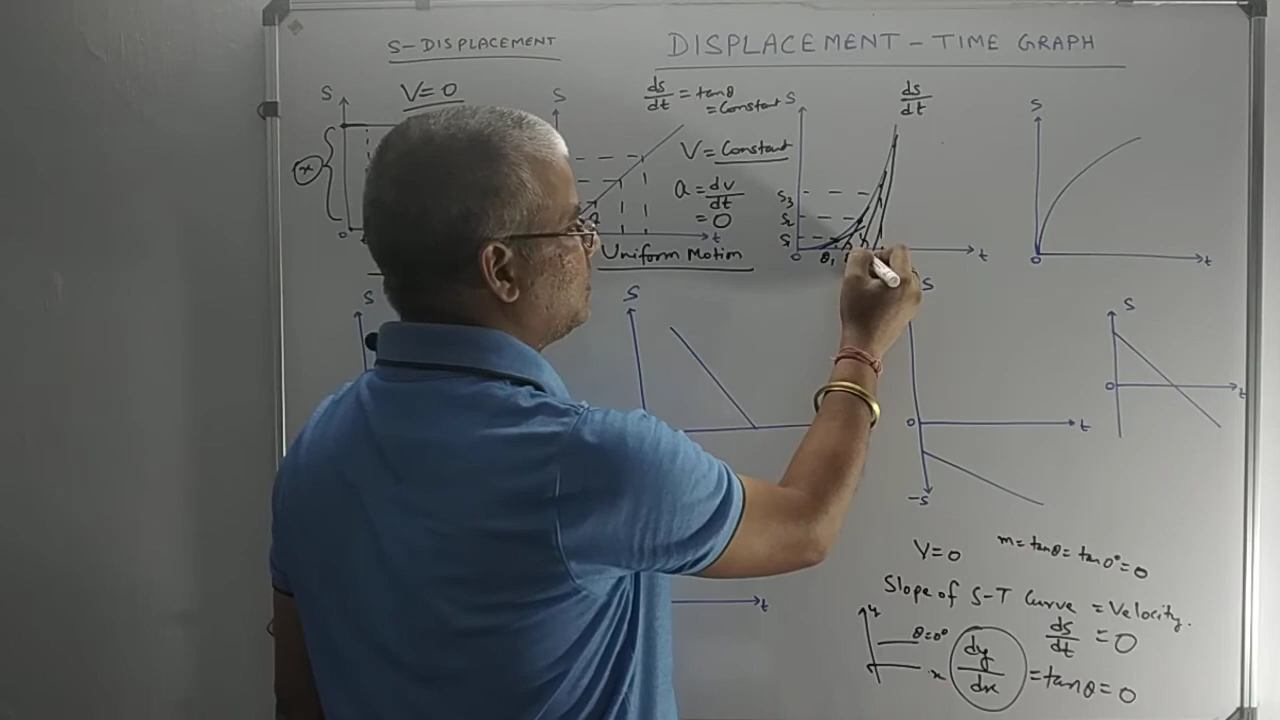 S-DISPLACEMENT
DISPLACEMENT-TIME GRAPH
S
V=0
x
0
S
ds/dt = tanθ
= Constant
V = Constant
a = dv/dt
= 0
t
Uniform Motion
S
ds/dt
S3
S2
S1
0
θ1
t
S
0
t
S
S
S
0
t
-S
S
0
t
t
V=0
m = tanθ = tan0° = 0
Slope of S-T Curve = Velocity.
ds/dt = 0
y
θ=0°
x
dy/dx = tanθ = 0